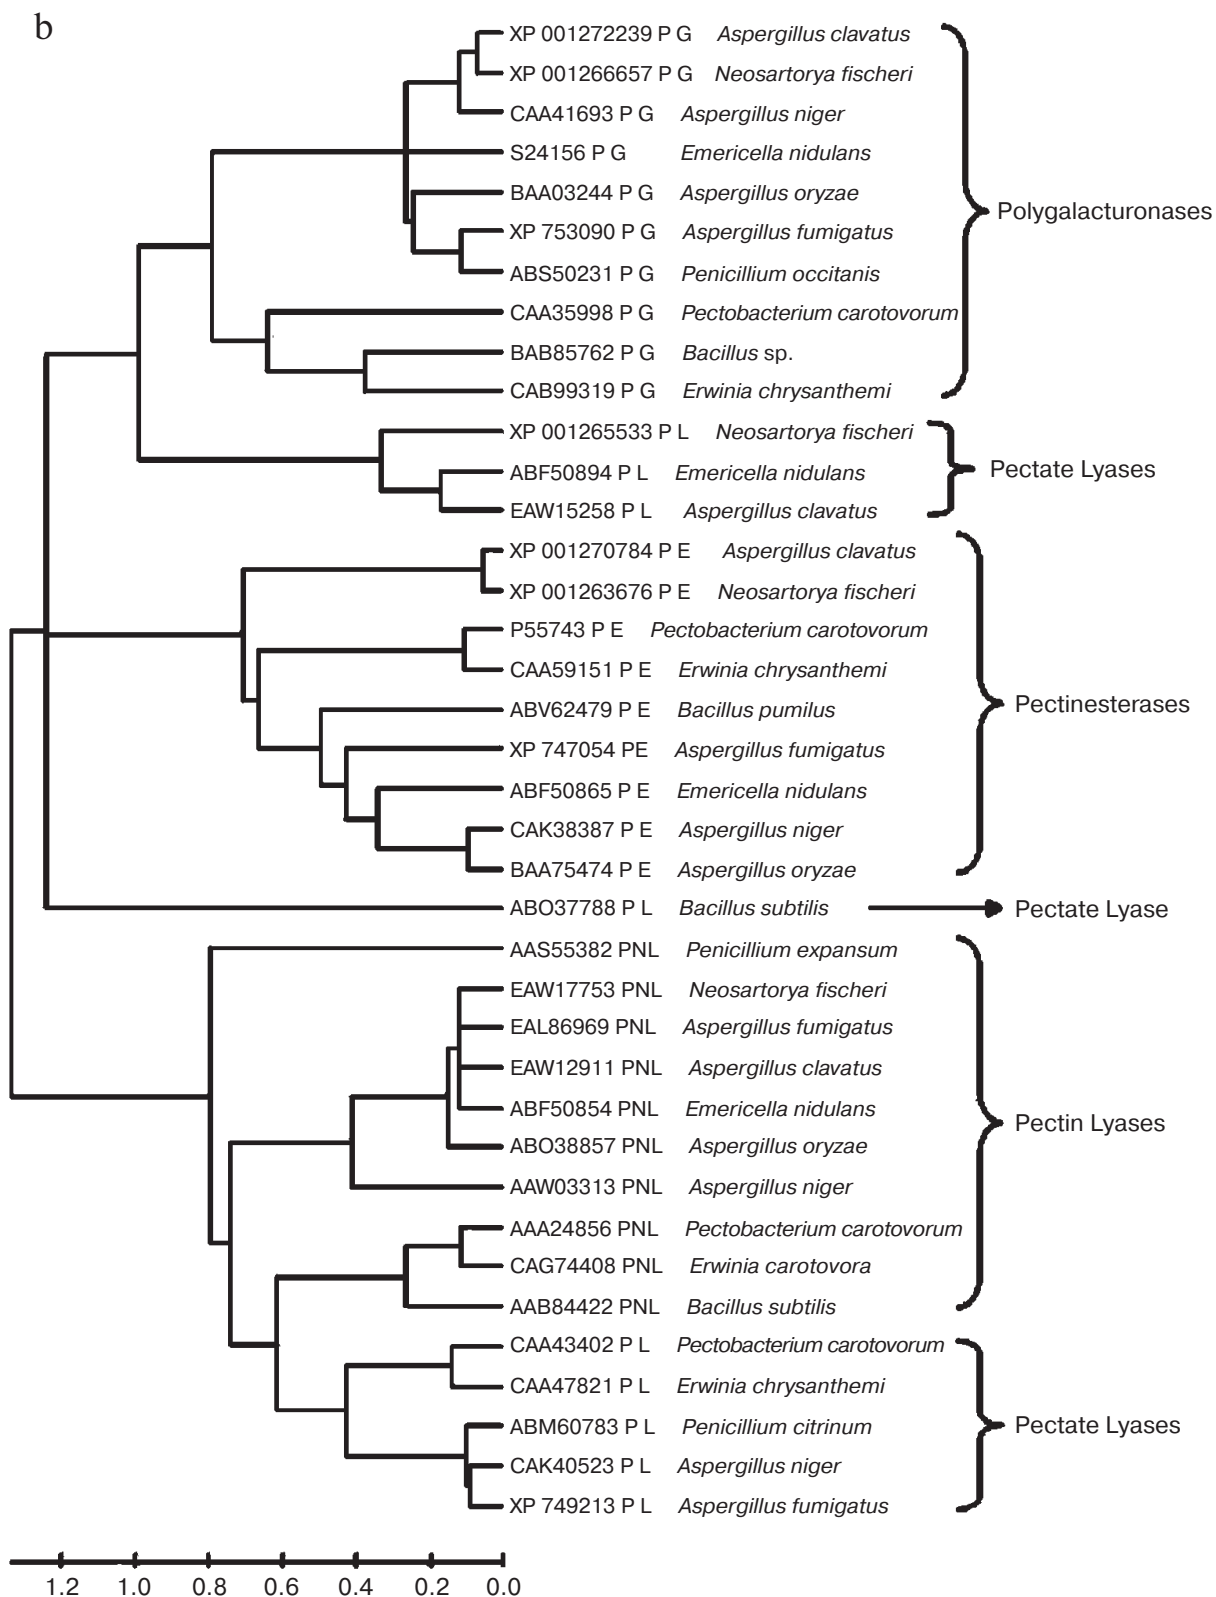 b
XP 001272239 P G Aspergillus clavatus
XP 001266657 P G Neosartorya fischeri
CAA41693 P G Aspergillus niger
S24156 P G Emericella nidulans
BAA03244 P G Aspergillus oryzae
Polygalacturonases
XP 753090 P G Aspergillus fumigatus
ABS50231 P G Penicillium occitanis
CAA35998 P G Pectobacterium carotovorum
BAB85762 P G Bacillus sp.
CAB99319 P G Erwinia chrysanthemi
XP 001265533 P L Neosartorya fischeri
ABF50894 P L Emericella nidulans
Pectate Lyases
EAW15258 P L Aspergillus clavatus
XP 001270784 P E Aspergillus clavatus
XP 001263676 P E Neosartorya fischeri
P55743 P E Pectobacterium carotovorum
CAA59151 P E Erwinia chrysanthemi
ABV62479 P E Bacillus pumilus
Pectinesterases
XP 747054 PE Aspergillus fumigatus
ABF50865 P E Emericella nidulans
CAK38387 P E Aspergillus niger
BAA75474 P E Aspergillus oryzae
ABO37788 P L Bacillus subtilis
Pectate Lyase
AAS55382 PNL Penicillium expansum
EAW17753 PNL Neosartorya fischeri
EAL86969 PNL Aspergillus fumigatus
EAW12911 PNL Aspergillus clavatus
ABF50854 PNL Emericella nidulans
Pectin Lyases
ABO38857 PNL Aspergillus oryzae
AAW03313 PNL Aspergillus niger
AAA24856 PNL Pectobacterium carotovorum
CAG74408 PNL Erwinia carotovora
AAB84422 PNL Bacillus subtilis
CAA43402 P L Pectobacterium carotovorum
CAA47821 P L Erwinia chrysanthemi
ABM60783 P L Penicillium citrinum
Pectate Lyases
CAK40523 P L Aspergillus niger
XP 749213 P L Aspergillus fumigatus
1.2 1.0 0.8 0.6 0.4 0.2 0.0